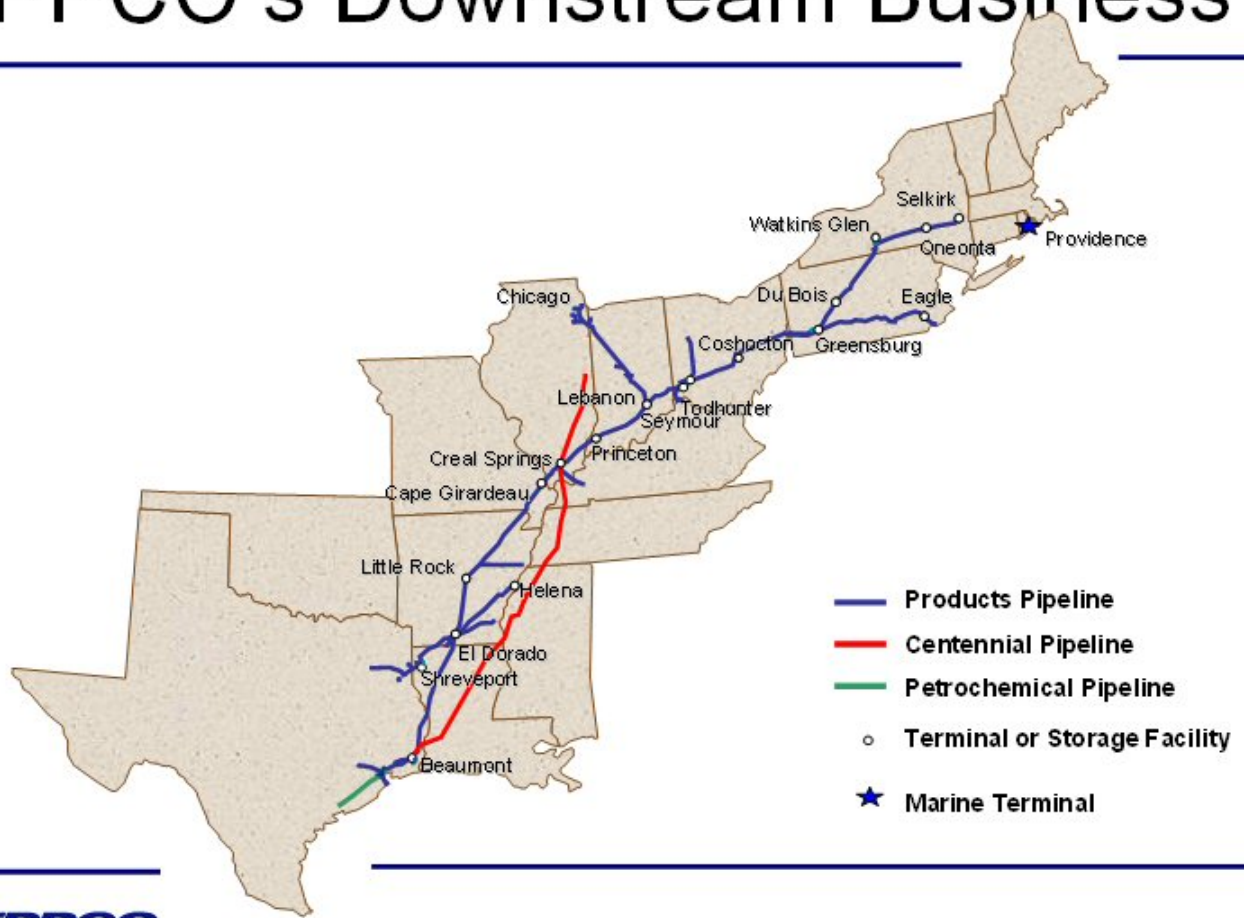 PCO's Downstream Business
Selkirk
Watkins Glen
Oneonta
Providence
Chicago
Du Bois
Eagle
Coshocton
Greensburg
Lebanon
Todhunter
Seymour
Creal Springs
Princeton
Cape Girardeau
Little Rock
Helena
El Dorado
Shreveport
Beaumont
Products Pipeline
Centennial Pipeline
Petrochemical Pipeline
Terminal or Storage Facility
Marine Terminal